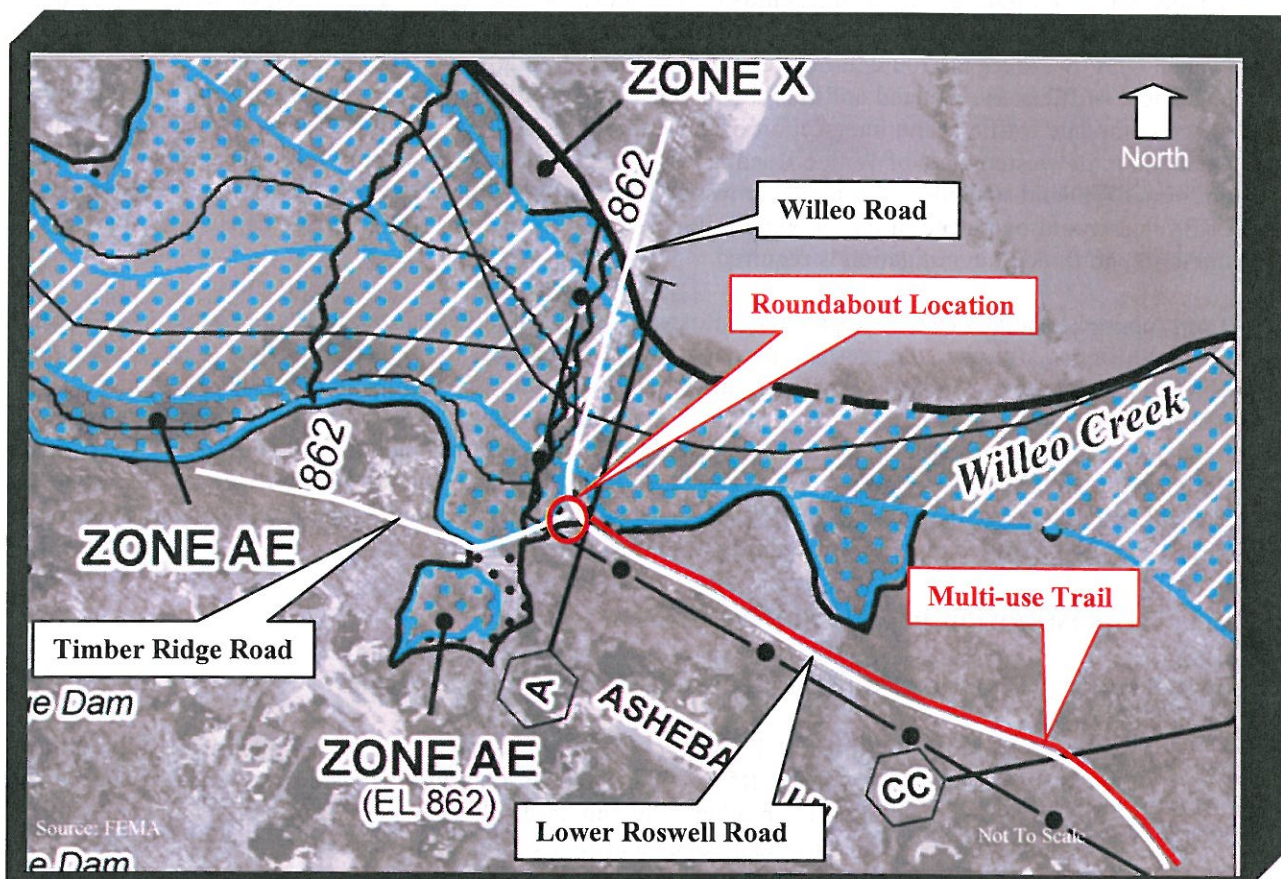 ZONE X
North
862
Willeo Road
Roundabout Location
Willeo Creek
862
ZONE AE
Multi-use Trail
Timber Ridge Road
A
ge Dam
ZONE AE
(EL 862)
CC
Lower Roswell Road
Source: FEMA
Not To Scale
e Dam